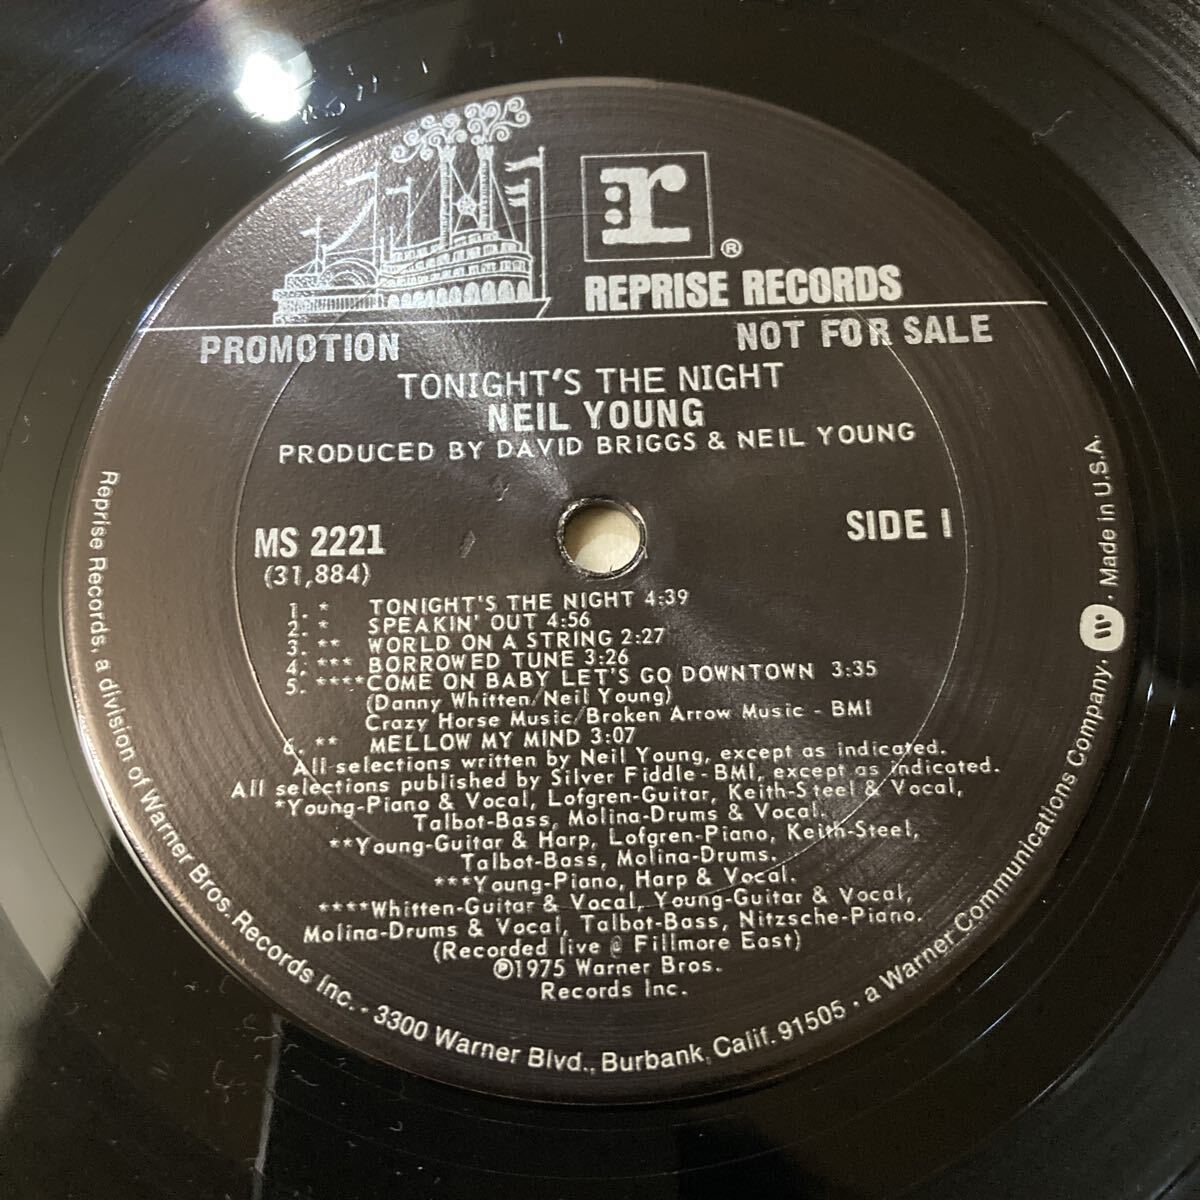 r
®
REPRISE RECORDS
PROMOTION NOT FOR SALE
TONIGHT'S THE NIGHT
NEIL YOUNG
PRODUCED BY DAVID BRIGGS & NEIL YOUNG
MS 2221 SIDE 1
(31,884)
1. * TONIGHT'S THE NIGHT 4:39
2. * SPEAKIN' OUT 4:56
3. ** WORLD ON A STRING 2:27
4. *** BORROWED TUNE 3:26
5. ****COME ON BABY LET'S GO DOWNTOWN 3:35
(Danny Whitten/Neil Young)
Crazy Horse Music/Broken Arrow Music - BMI
6. ** MELLOW MY MIND 3:07
All selections written by Neil Young, except as indicated.
All selections published by Silver Fiddle-BMI, except as indicated.
*Young-Piano & Vocal, Lofgren-Guitar, Keith-Steel & Vocal,
Talbot-Bass, Molina-Drums & Vocal.
**Young-Guitar & Harp, Lofgren-Piano, Keith-Steel,
Talbot-Bass, Molina-Drums.
***Young-Piano, Harp & Vocal.
****Whitten-Guitar & Vocal, Young-Guitar & Vocal,
Molina-Drums & Vocal, Talbot-Bass, Nitzsche-Piano.
(Recorded live @ Fillmore East)
℗1975 Warner Bros.
Records Inc.
Reprise Records, a division of Warner Bros. Records Inc. • 3300 Warner Blvd., Burbank, Calif. 91505 • a Warner Communications Company • W • Made in U.S.A.